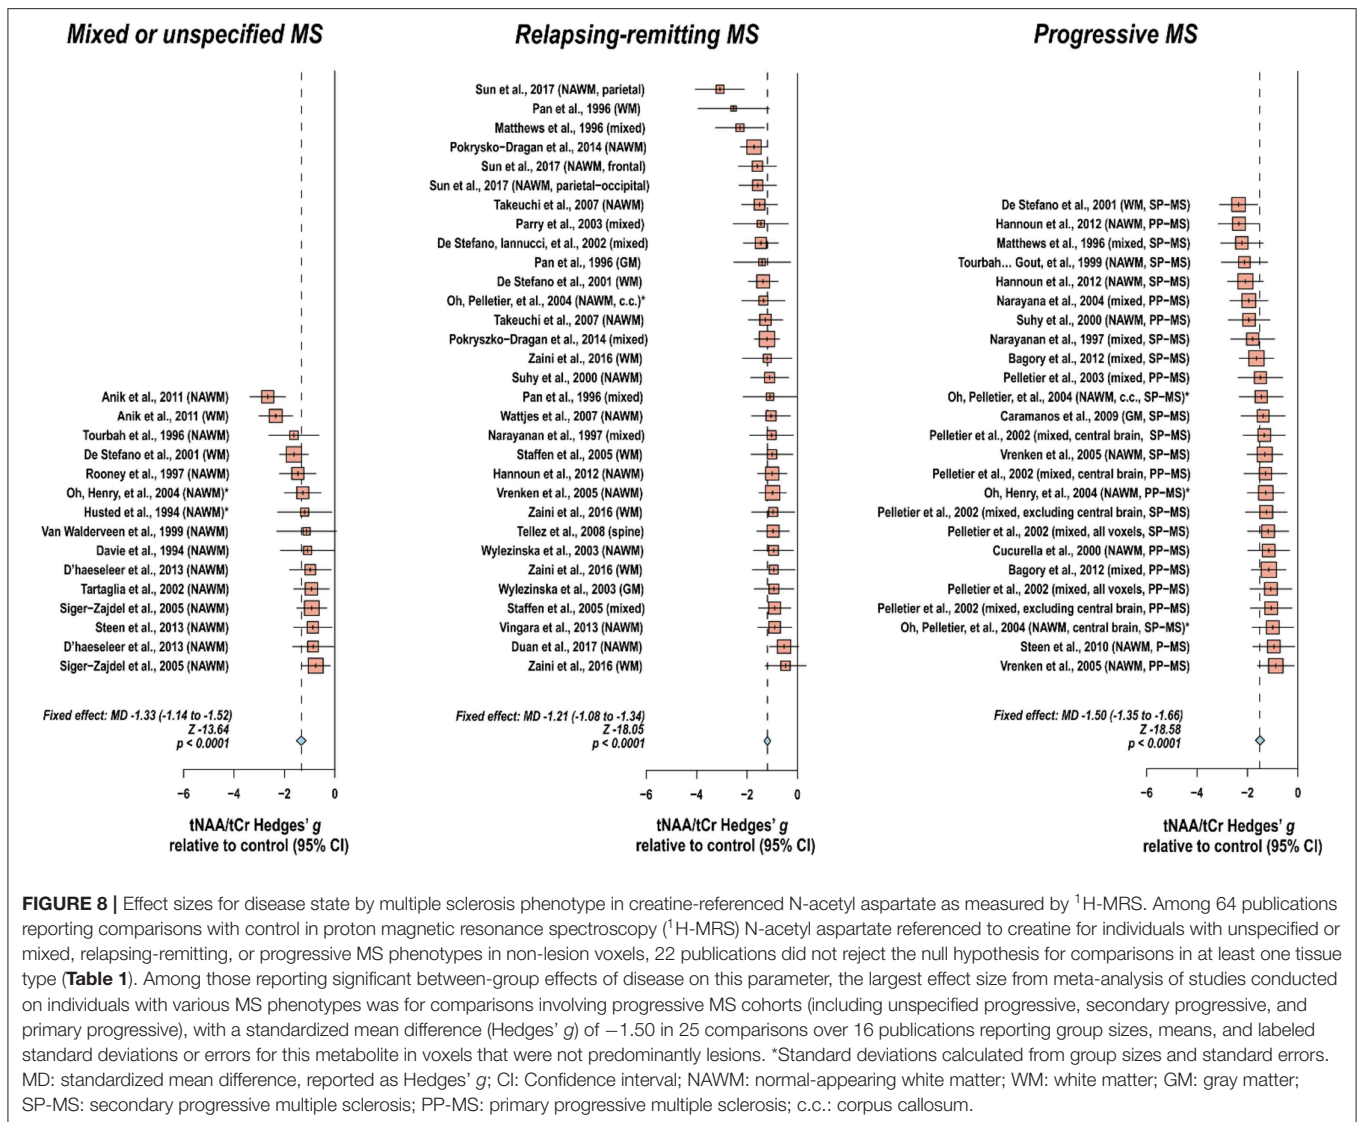 Mixed or unspecified MS
Anik et al., 2011 (NAWM)
Anik et al., 2011 (WM)
Tourbah et al., 1996 (NAWM)
De Stefano et al., 2001 (WM)
Rooney et al., 1997 (NAWM)
Oh, Henry, et al., 2004 (NAWM)*
Husted et al., 1994 (NAWM)*
Van Walderveen et al., 1999 (NAWM)
Davie et al., 1994 (NAWM)
D'haeseleer et al., 2013 (NAWM)
Tartaglia et al., 2002 (NAWM)
Siger−Zajdel et al., 2005 (NAWM)
Steen et al., 2013 (NAWM)
D'haeseleer et al., 2013 (NAWM)
Siger−Zajdel et al., 2005 (NAWM)
Fixed effect: MD -1.33 (-1.14 to -1.52)
Z -13.64
p < 0.0001
−6 −4 −2 0
tNAA/tCr Hedges' g
relative to control (95% CI)
Relapsing-remitting MS
Sun et al., 2017 (NAWM, parietal)
Pan et al., 1996 (WM)
Matthews et al., 1996 (mixed)
Pokrysko−Dragan et al., 2014 (NAWM)
Sun et al., 2017 (NAWM, frontal)
Sun et al., 2017 (NAWM, parietal−occipital)
Takeuchi et al., 2007 (NAWM)
Parry et al., 2003 (mixed)
De Stefano, Iannucci, et al., 2002 (mixed)
Pan et al., 1996 (GM)
De Stefano et al., 2001 (WM)
Oh, Pelletier, et al., 2004 (NAWM, c.c.)*
Takeuchi et al., 2007 (NAWM)
Pokryszko−Dragan et al., 2014 (mixed)
Zaini et al., 2016 (WM)
Suhy et al., 2000 (NAWM)
Pan et al., 1996 (mixed)
Wattjes et al., 2007 (NAWM)
Narayanan et al., 1997 (mixed)
Staffen et al., 2005 (WM)
Hannoun et al., 2012 (NAWM)
Vrenken et al., 2005 (NAWM)
Zaini et al., 2016 (WM)
Tellez et al., 2008 (spine)
Wylezinska et al., 2003 (NAWM)
Zaini et al., 2016 (WM)
Wylezinska et al., 2003 (GM)
Staffen et al., 2005 (mixed)
Vingara et al., 2013 (NAWM)
Duan et al., 2017 (NAWM)
Zaini et al., 2016 (WM)
Fixed effect: MD -1.21 (-1.08 to -1.34)
Z -18.05
p < 0.0001
−6 −4 −2 0
tNAA/tCr Hedges' g
relative to control (95% CI)
Progressive MS
De Stefano et al., 2001 (WM, SP−MS)
Hannoun et al., 2012 (NAWM, PP−MS)
Matthews et al., 1996 (mixed, SP−MS)
Tourbah... Gout, et al., 1999 (NAWM, SP−MS)
Hannoun et al., 2012 (NAWM, SP−MS)
Narayana et al., 2004 (mixed, PP−MS)
Suhy et al., 2000 (NAWM, PP−MS)
Narayanan et al., 1997 (mixed, SP−MS)
Bagory et al., 2012 (mixed, SP−MS)
Pelletier et al., 2003 (mixed, PP−MS)
Oh, Pelletier, et al., 2004 (NAWM, c.c., SP−MS)*
Caramanos et al., 2009 (GM, SP−MS)
Pelletier et al., 2002 (mixed, central brain, SP−MS)
Vrenken et al., 2005 (NAWM, SP−MS)
Pelletier et al., 2002 (mixed, central brain, PP−MS)
Oh, Henry, et al., 2004 (NAWM, PP−MS)*
Pelletier et al., 2002 (mixed, excluding central brain, SP−MS)
Pelletier et al., 2002 (mixed, all voxels, SP−MS)
Cucurella et al., 2000 (NAWM, PP−MS)
Bagory et al., 2012 (mixed, PP−MS)
Pelletier et al., 2002 (mixed, all voxels, PP−MS)
Pelletier et al., 2002 (mixed, excluding central brain, PP−MS)
Oh, Pelletier, et al., 2004 (NAWM, central brain, SP−MS)*
Steen et al., 2010 (NAWM, P−MS)
Vrenken et al., 2005 (NAWM, PP−MS)
Fixed effect: MD -1.50 (-1.35 to -1.66)
Z -18.58
p < 0.0001
−6 −4 −2 0
tNAA/tCr Hedges' g
relative to control (95% CI)
FIGURE 8 | Effect sizes for disease state by multiple sclerosis phenotype in creatine-referenced N-acetyl aspartate as measured by ¹H-MRS. Among 64 publications
reporting comparisons with control in proton magnetic resonance spectroscopy (¹H-MRS) N-acetyl aspartate referenced to creatine for individuals with unspecified or
mixed, relapsing-remitting, or progressive MS phenotypes in non-lesion voxels, 22 publications did not reject the null hypothesis for comparisons in at least one tissue
type (Table 1). Among those reporting significant between-group effects of disease on this parameter, the largest effect size from meta-analysis of studies conducted
on individuals with various MS phenotypes was for comparisons involving progressive MS cohorts (including unspecified progressive, secondary progressive, and
primary progressive), with a standardized mean difference (Hedges' g) of −1.50 in 25 comparisons over 16 publications reporting group sizes, means, and labeled
standard deviations or errors for this metabolite in voxels that were not predominantly lesions. *Standard deviations calculated from group sizes and standard errors.
MD: standardized mean difference, reported as Hedges' g; CI: Confidence interval; NAWM: normal-appearing white matter; WM: white matter; GM: gray matter;
SP-MS: secondary progressive multiple sclerosis; PP-MS: primary progressive multiple sclerosis; c.c.: corpus callosum.